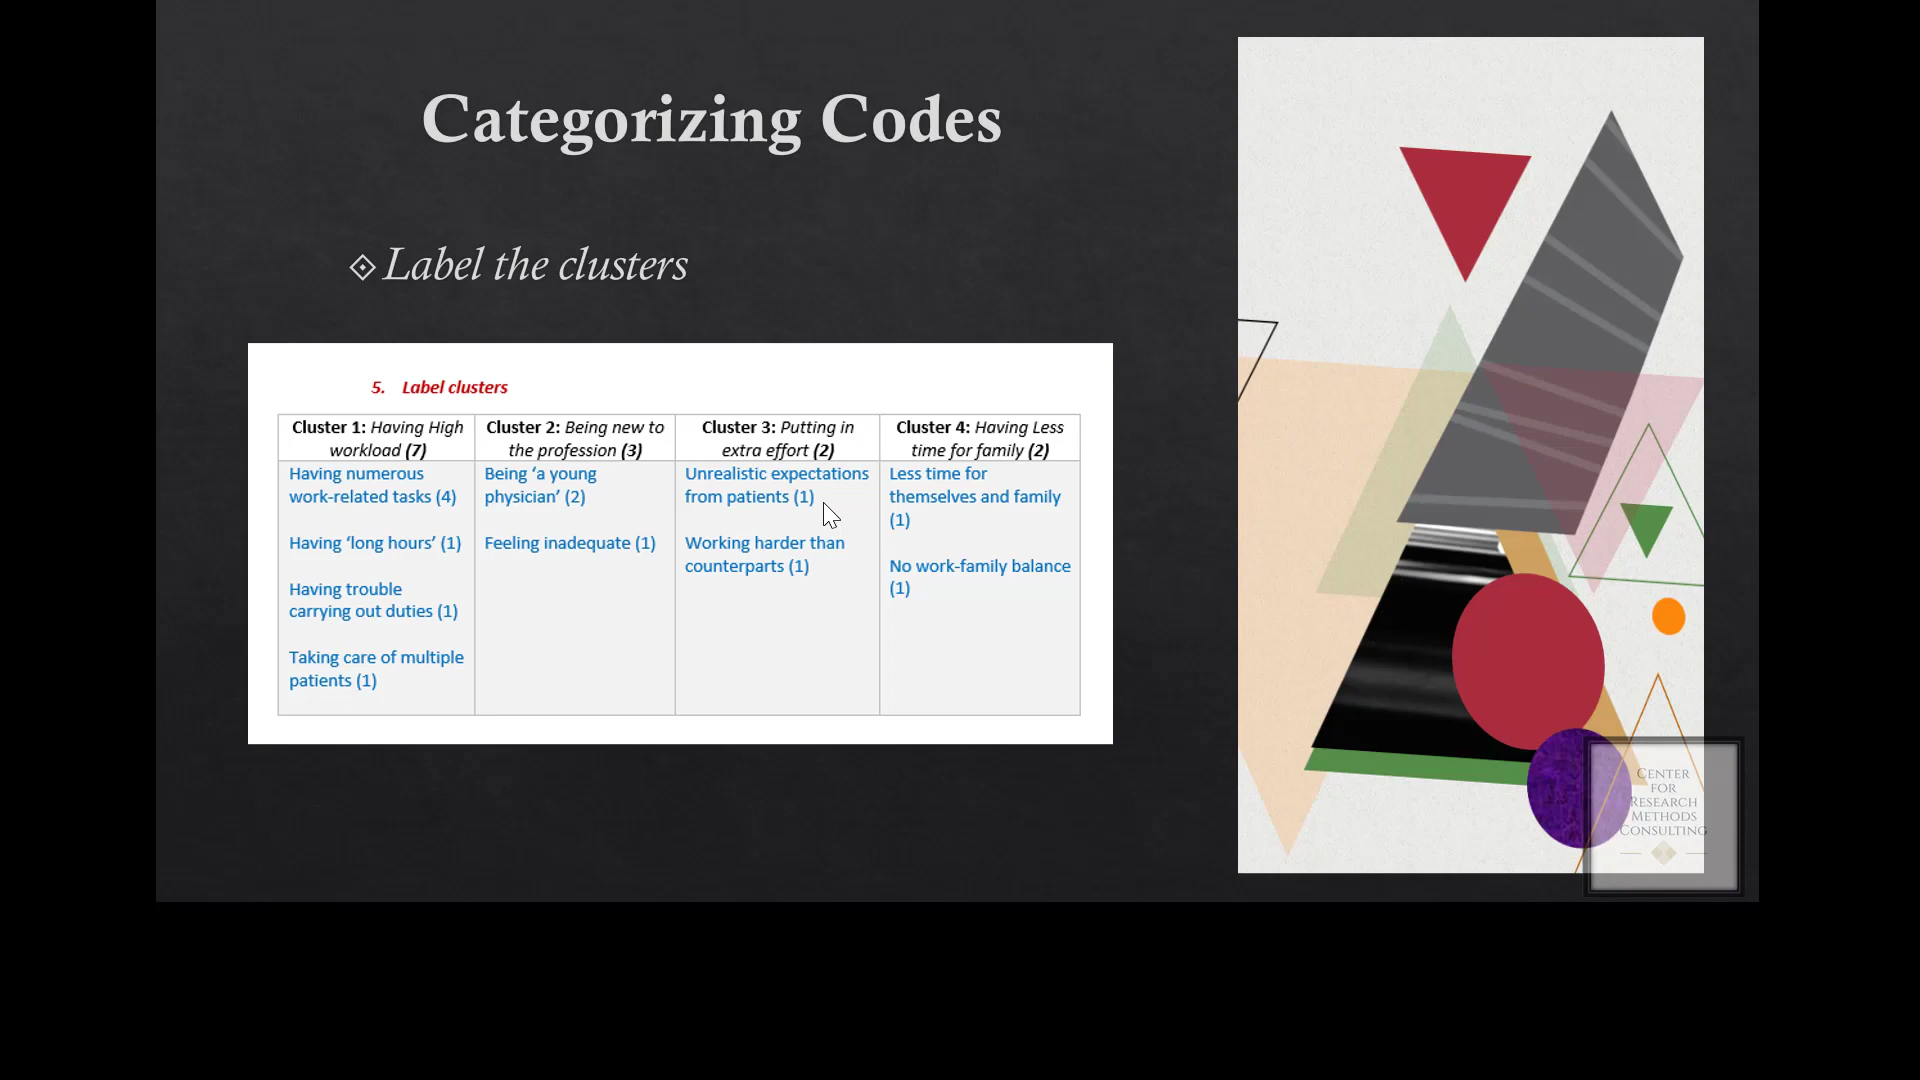 Categorizing Codes
Label the clusters
5. Label clusters
Cluster 1: Having High
workload (7)
Cluster 2: Being new to
the profession (3)
Cluster 3: Putting in
extra effort (2)
Cluster 4: Having Less
time for family (2)
Having numerous
work-related tasks (4)
Having ‘long hours’ (1)
Having trouble
carrying out duties (1)
Taking care of multiple
patients (1)
Being ‘a young
physician’ (2)
Feeling inadequate (1)
Unrealistic expectations
from patients (1)
Working harder than
counterparts (1)
Less time for
themselves and family
(1)
No work-family balance
(1)
Center
for
Research
Methods
Consulting